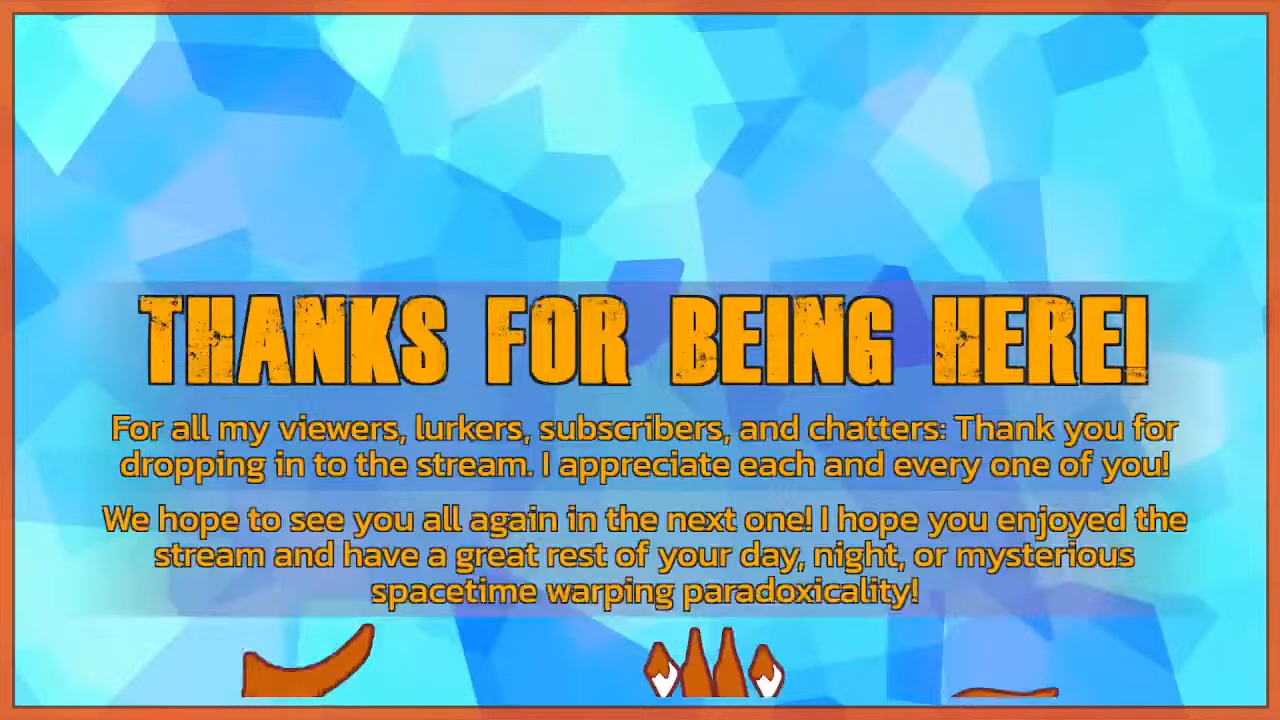 THANKS FOR BEING HERE!
For all my viewers, lurkers, subscribers, and chatters: Thank you for
dropping in to the stream. I appreciate each and every one of you!
We hope to see you all again in the next one! I hope you enjoyed the
stream and have a great rest of your day, night, or mysterious
spacetime warping paradoxicality!